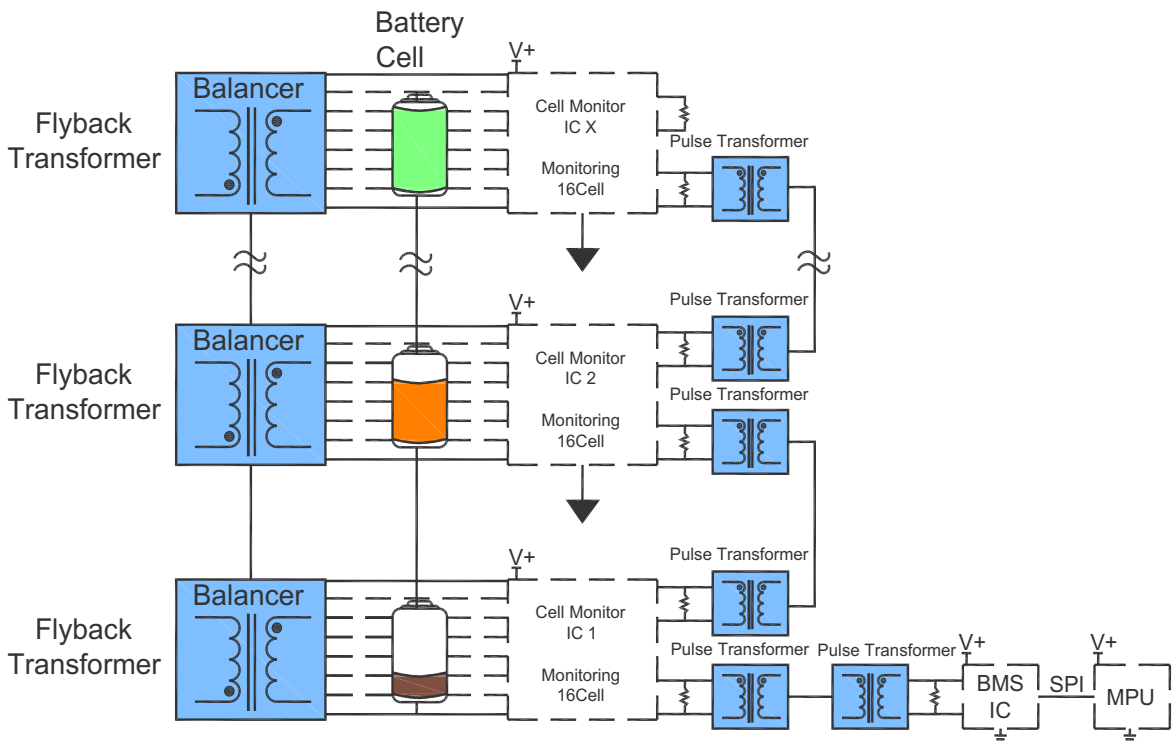 Battery
Cell
V+
Balancer
Flyback
Transformer
Cell Monitor
IC X
Monitoring
16Cell
Pulse Transformer
V+
Pulse Transformer
Balancer
Flyback
Transformer
Cell Monitor
IC 2
Monitoring
16Cell
Pulse Transformer
V+
Pulse Transformer
Balancer
Flyback
Transformer
Cell Monitor
IC 1
Monitoring
16Cell
Pulse Transformer
Pulse Transformer
V+
V+
BMS
IC
SPI
MPU